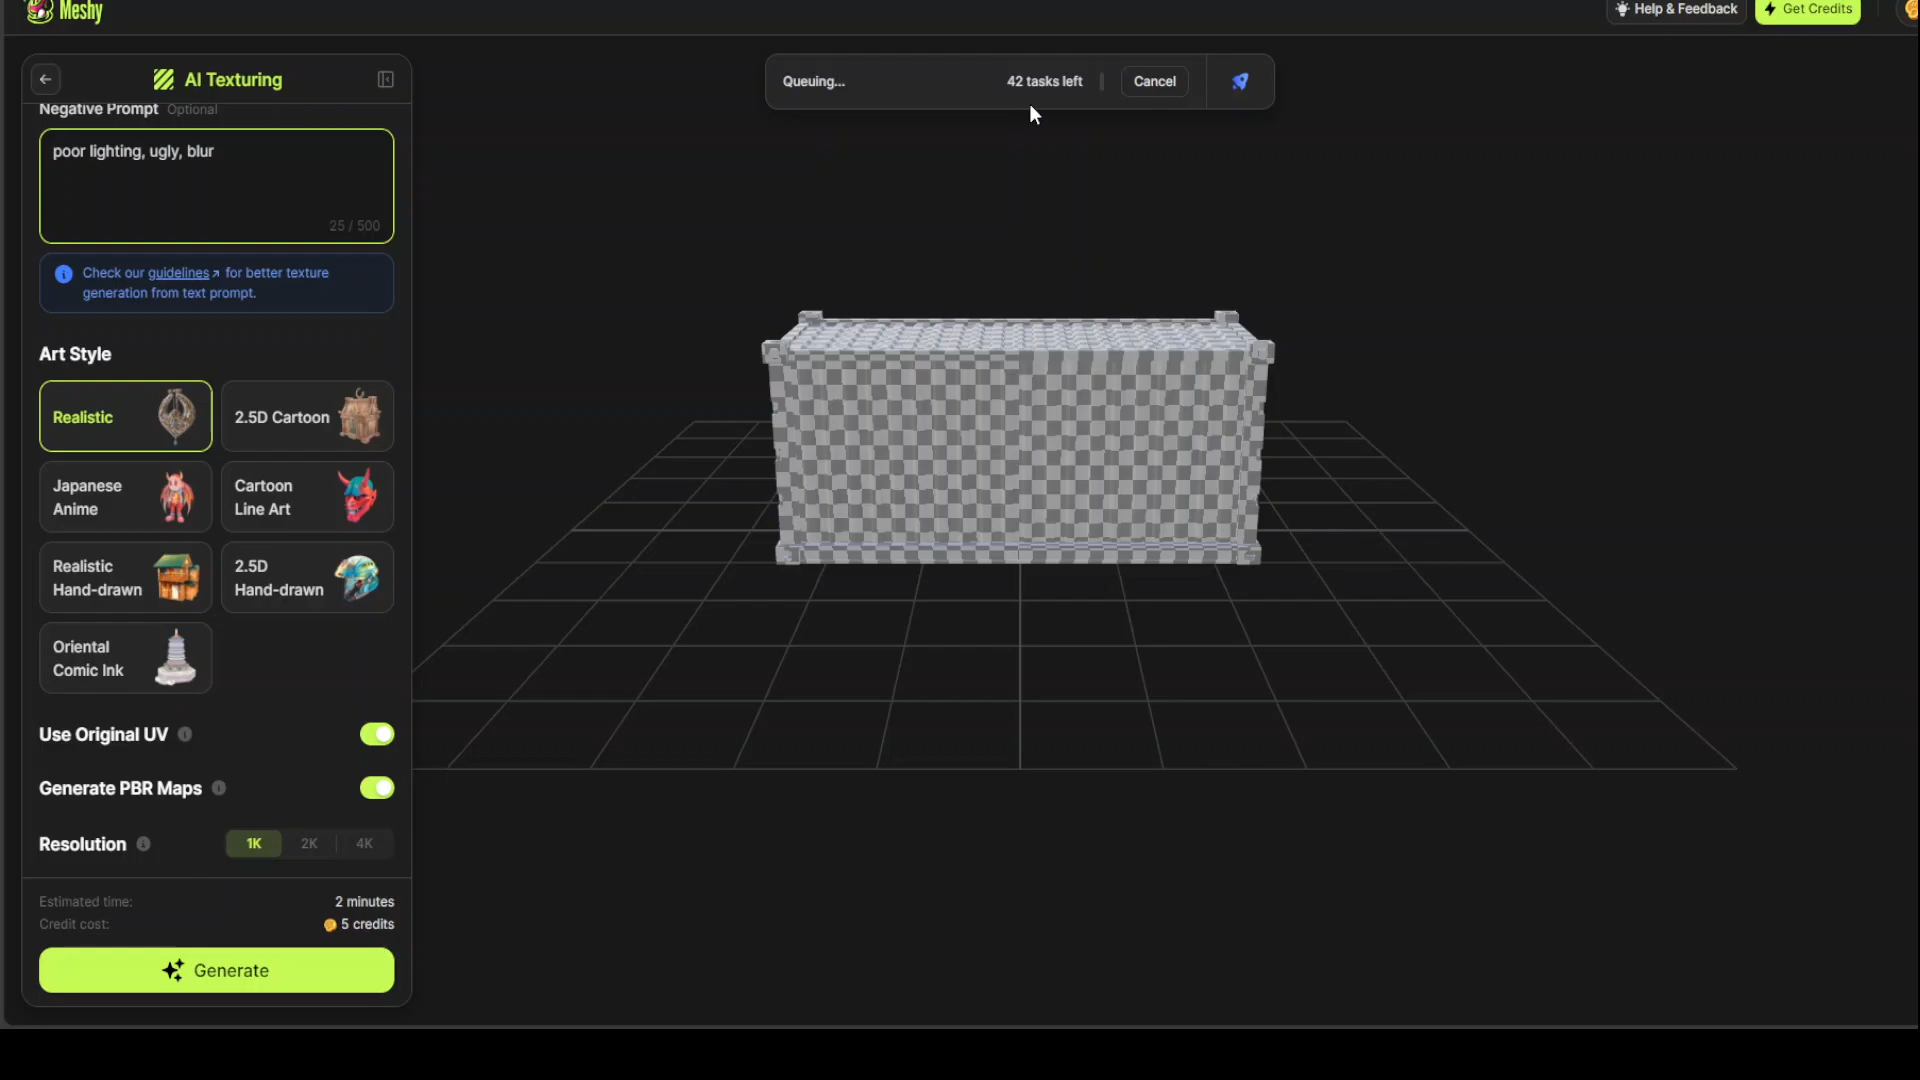 Meshy
Help & Feedback
Get Credits
AI Texturing
Queuing...
42 tasks left
Cancel
Negative Prompt Optional
poor lighting, ugly, blur
25 / 500
Check our guidelines for better texture
generation from text prompt.
Art Style
Realistic
2.5D Cartoon
Japanese
Anime
Cartoon
Line Art
Realistic
Hand-drawn
2.5D
Hand-drawn
Oriental
Comic Ink
Use Original UV
Generate PBR Maps
Resolution
1K
2K
4K
Estimated time:
2 minutes
Credit cost:
5 credits
Generate